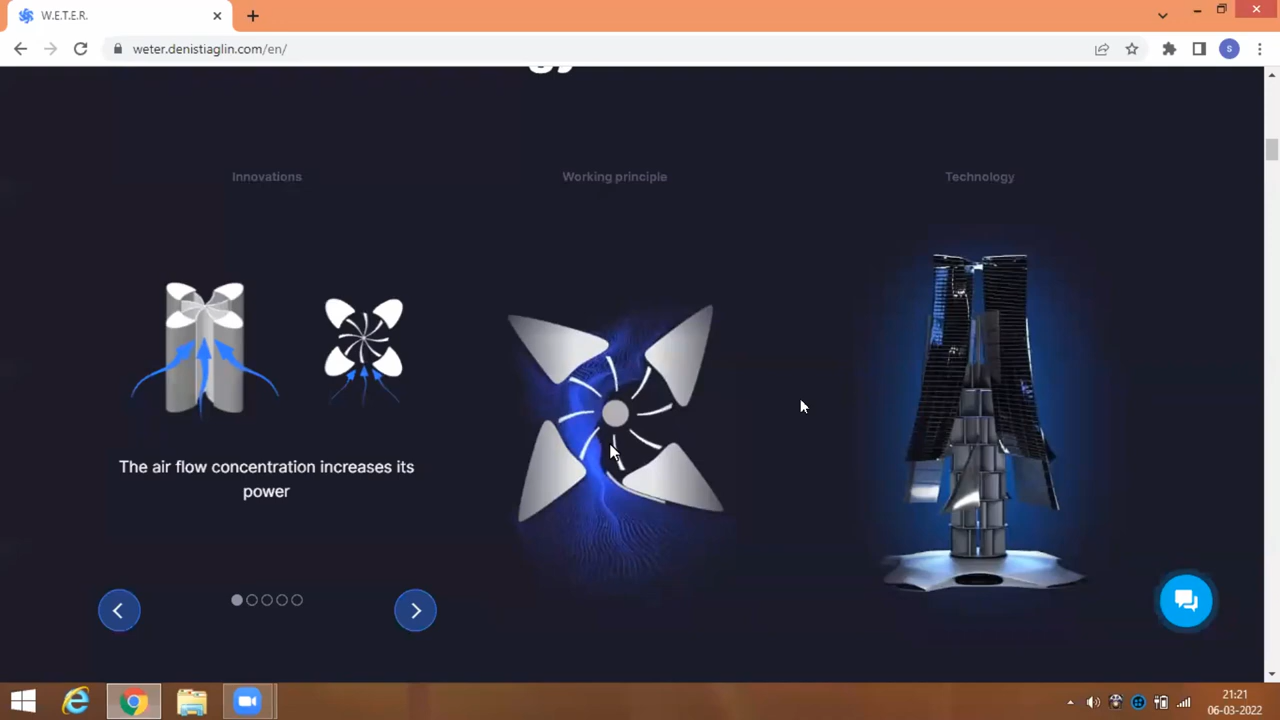 W.E.T.E.R.
weter.denistiaglin.com/en/
S
Innovations
Working principle
Technology
The air flow concentration increases its
power
21:21
06-03-2022